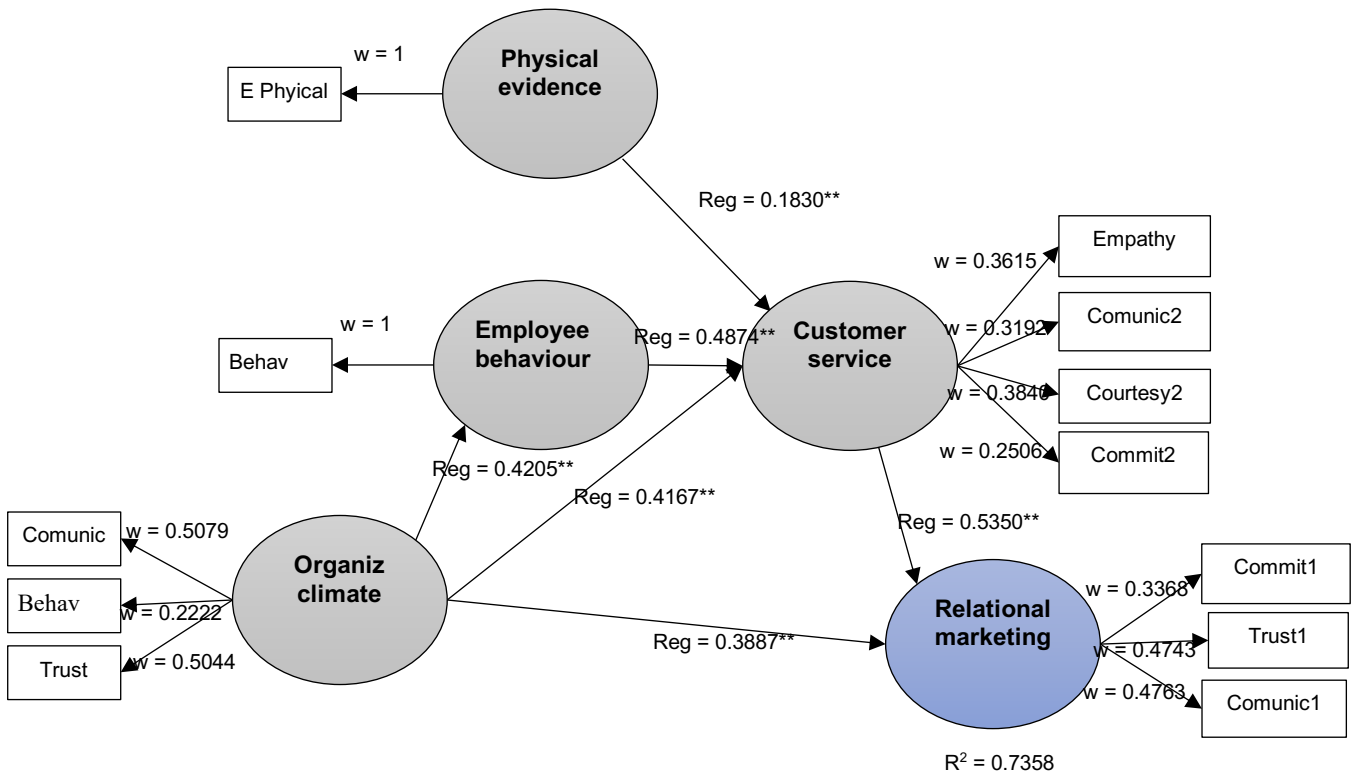 w = 1
Physical
evidence
E Phyical
Reg = 0.1830**
Empathy
w = 0.3615
w = 1
Employee
behaviour
Reg = 0.4874**
Customer
service
w = 0.3192
Comunic2
Behav
w = 0.3846
Courtesy2
w = 0.2506
Commit2
Reg = 0.4205**
Reg = 0.4167**
Comunic
w = 0.5079
Organiz
climate
Reg = 0.5350**
Behav
w = 0.2222
Trust
w = 0.5044
Reg = 0.3887**
Relational
marketing
w = 0.3368
Commit1
w = 0.4743
Trust1
w = 0.4763
Comunic1
R² = 0.7358